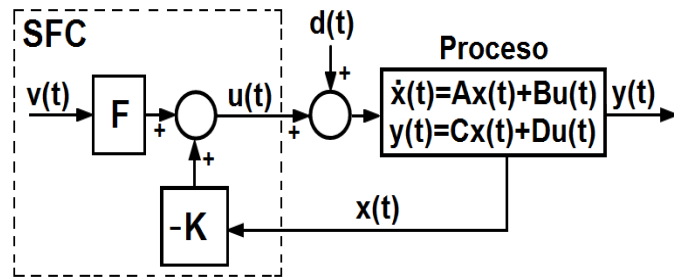 SFC
d(t)
Proceso
v(t)
F
+
+
u(t)
+
+
ẋ(t)=Ax(t)+Bu(t)
y(t)=Cx(t)+Du(t)
y(t)
-K
x(t)